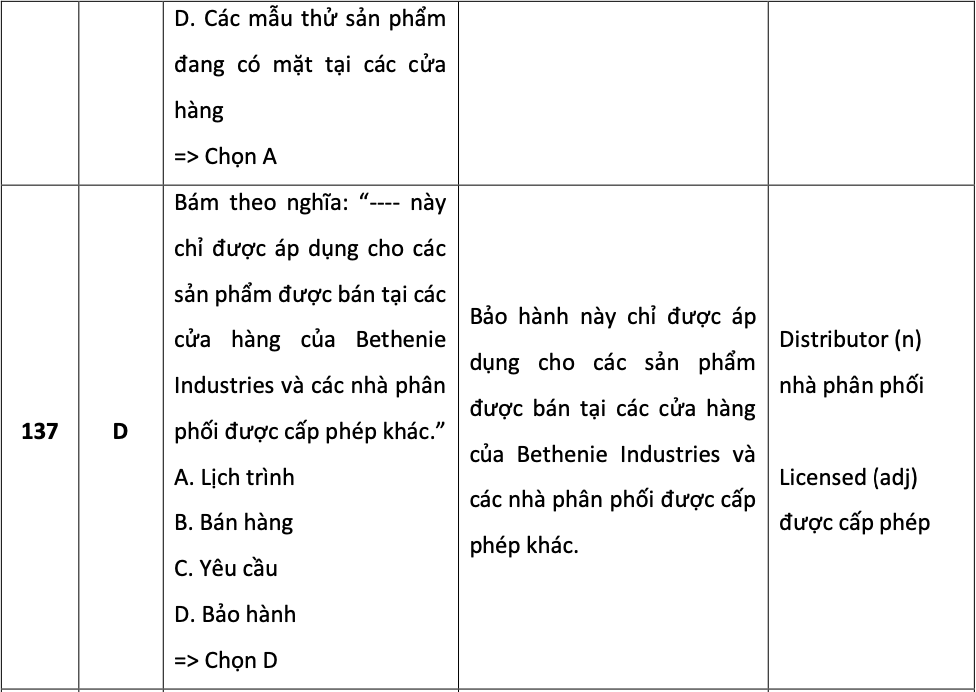 D. Các mẫu thử sản phẩm
đang có mặt tại các cửa
hàng
=> Chọn A
137
D
Bám theo nghĩa: “---- này
chỉ được áp dụng cho các
sản phẩm được bán tại các
cửa hàng của Bethenie
Industries và các nhà phân
phối được cấp phép khác.”
A. Lịch trình
B. Bán hàng
C. Yêu cầu
D. Bảo hành
=> Chọn D
Bảo hành này chỉ được áp
dụng cho các sản phẩm
được bán tại các cửa hàng
của Bethenie Industries và
các nhà phân phối được cấp
phép khác.
Distributor (n)
nhà phân phối
Licensed (adj)
được cấp phép